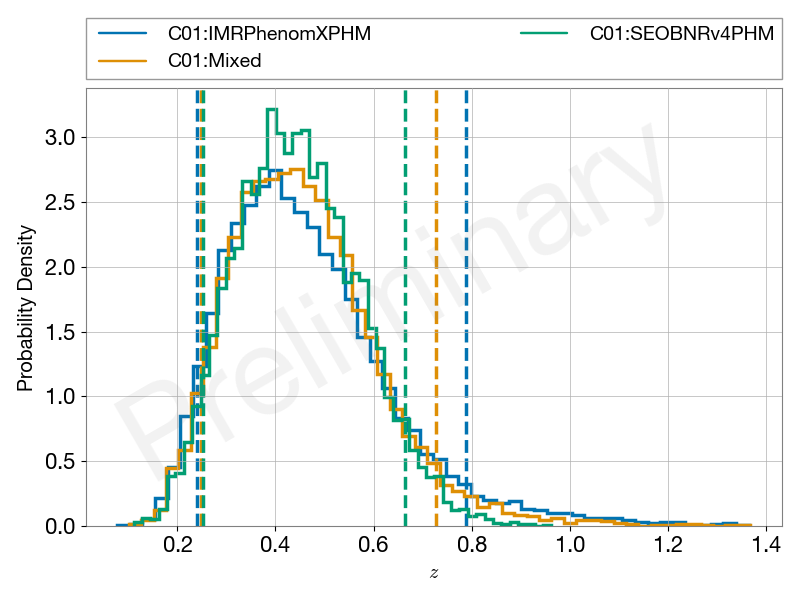 C01:IMRPhenomXPHM
C01:Mixed
C01:SEOBNRv4PHM
Probability Density
3.0
2.5
2.0
1.5
1.0
0.5
0.0
Preliminary
0.2 0.4 0.6 0.8 1.0 1.2 1.4
z